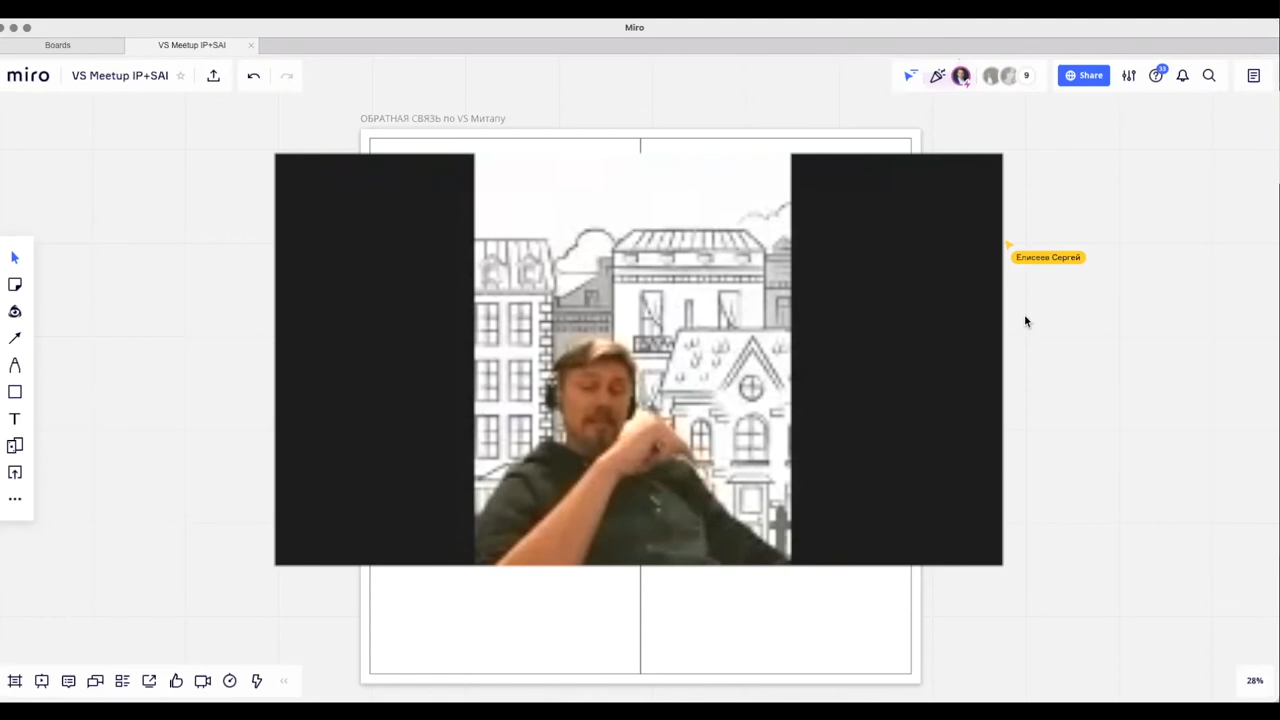 Miro
Boards
VS Meetup IP+SAI
miro
VS Meetup IP+SAI
9
Share
33
ОБРАТНАЯ СВЯЗЬ по VS Митапу
Елисеев Сергей
28%